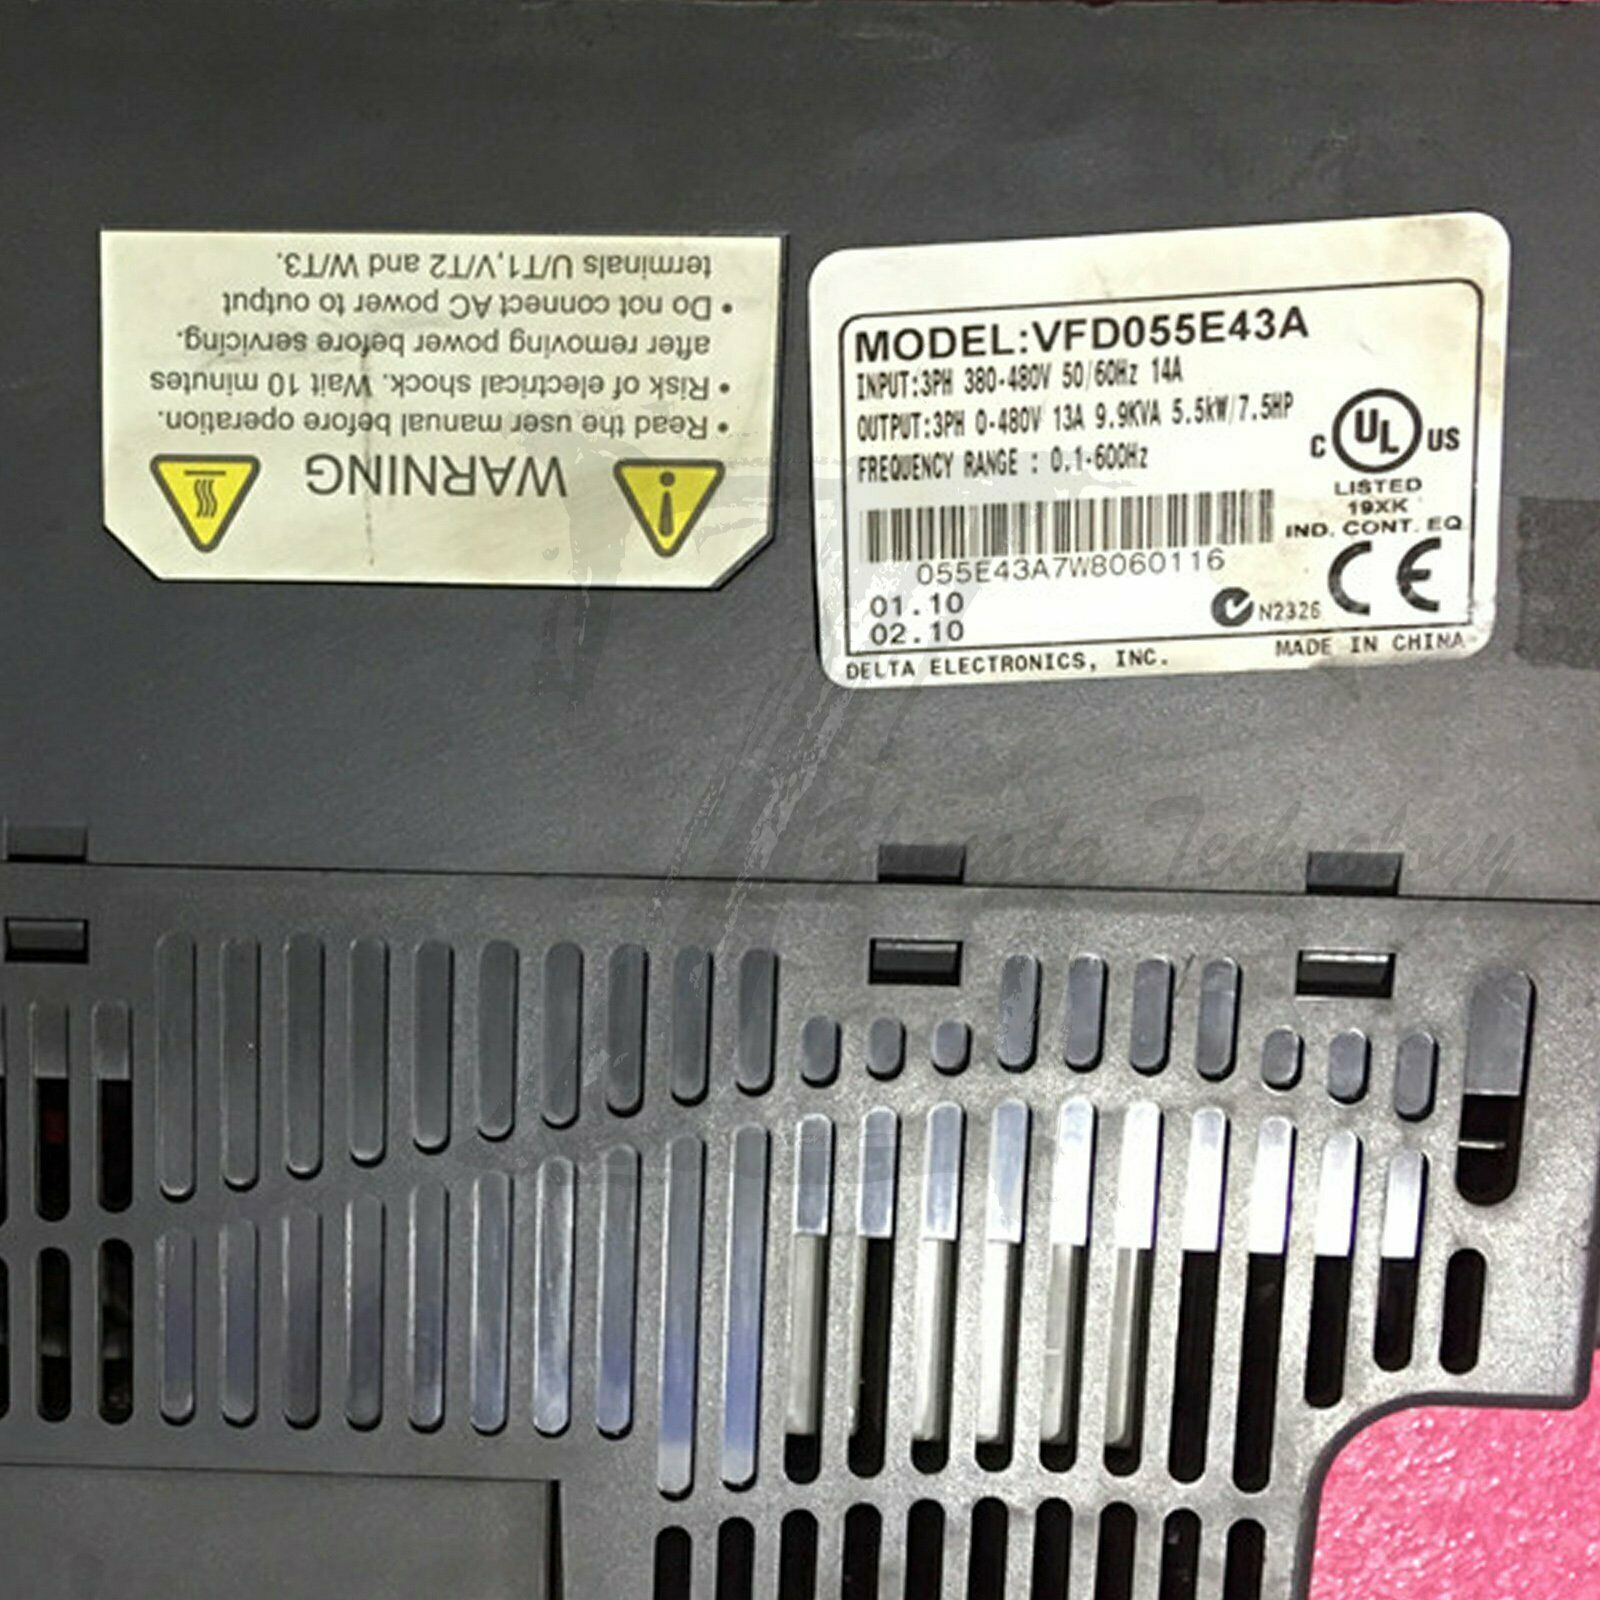 WARNING
• Read the user manual before operation.
• Risk of electrical shock. Wait 10 minutes
after removing power before servicing.
• Do not connect AC power to output
terminals U/T1,V/T2 and W/T3.
MODEL:VFD055E43A
INPUT:3PH 380-480V 50/60Hz 14A
OUTPUT:3PH 0-480V 13A 9.9KVA 5.5kW/7.5HP
FREQUENCY RANGE : 0.1-600Hz
C UL US
LISTED
19XK
IND. CONT. EQ
055E43A7W8060116
01.10
02.10
N2326
CE
DELTA ELECTRONICS, INC.
MADE IN CHINA
Technology